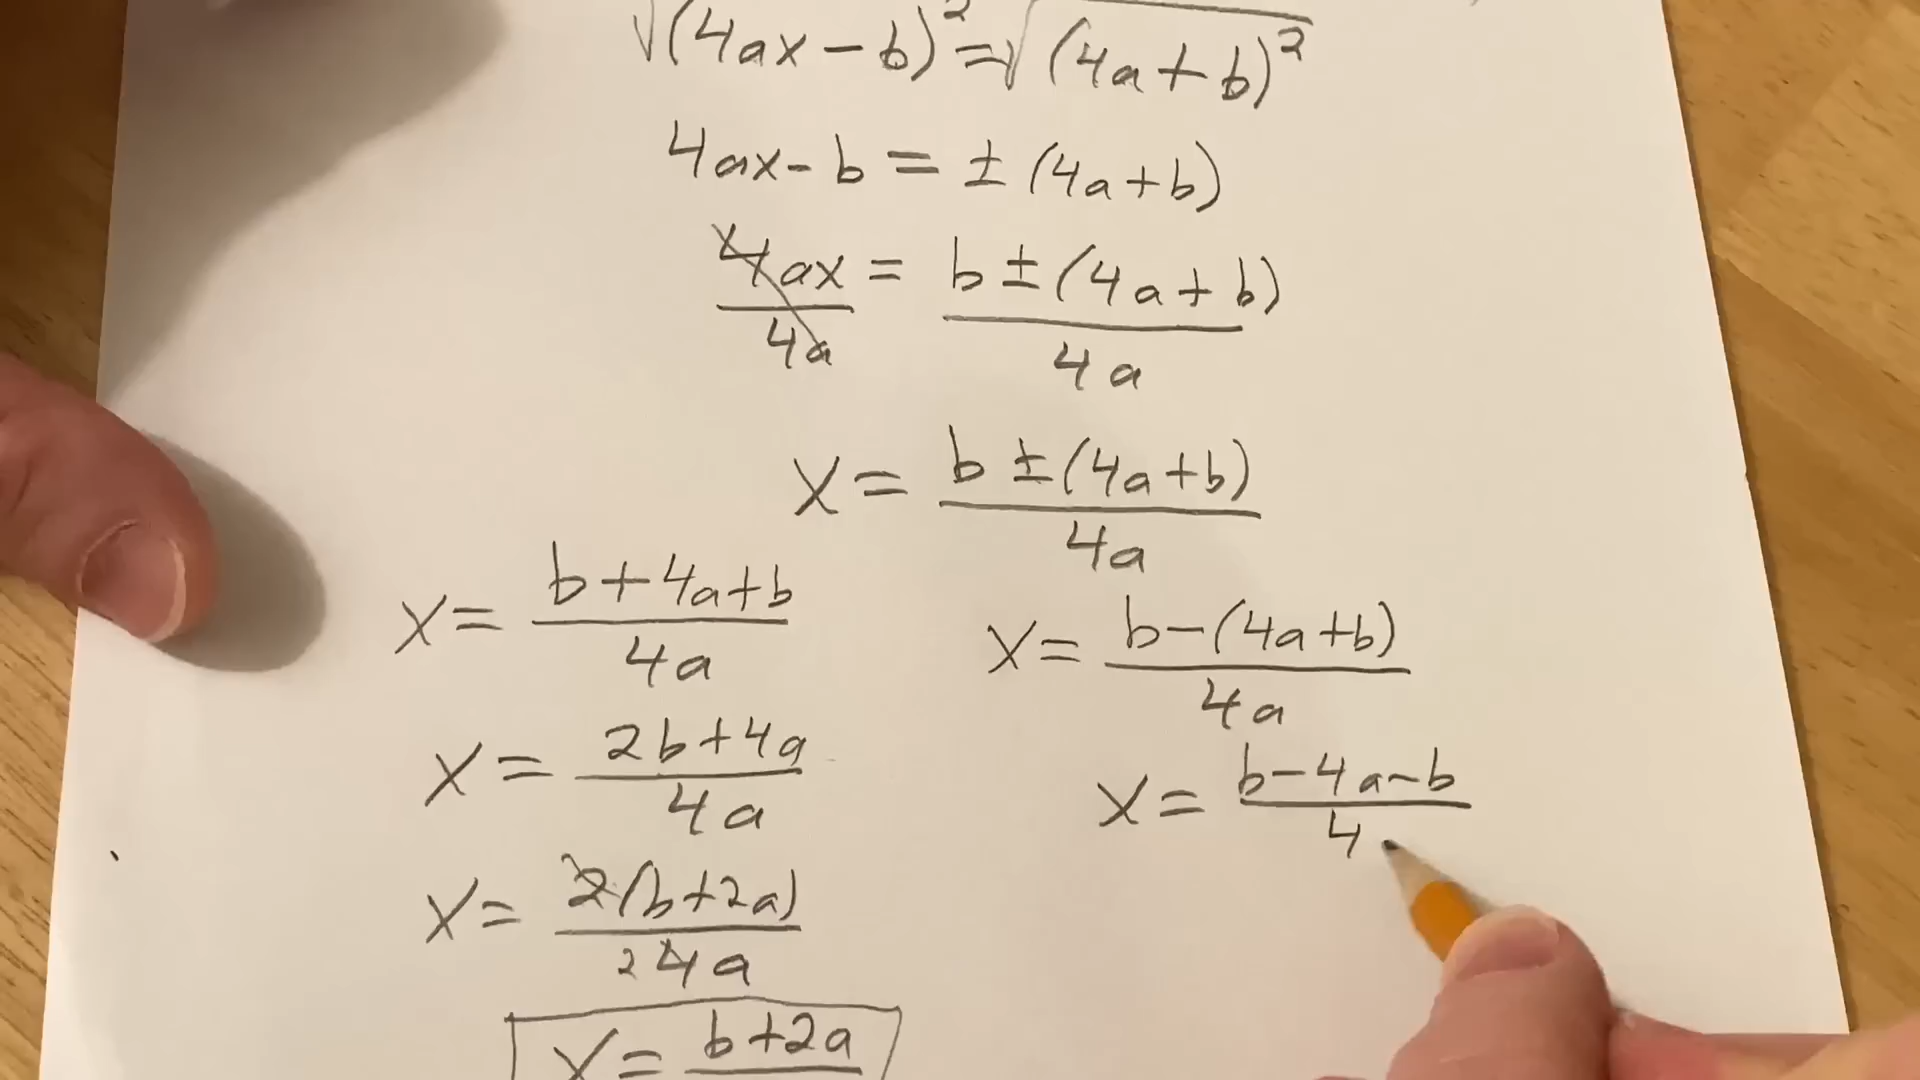 √(4ax-b)² = √(4a+b)²
4ax-b = ± (4a+b)
4ax/4a = b±(4a+b)/4a
x = b±(4a+b)/4a
x = b+4a+b/4a
x = b-(4a+b)/4a
x = 2b+4a/4a
x = b-4a-b/4
x = 2(b+2a)/2 4a
x = b+2a